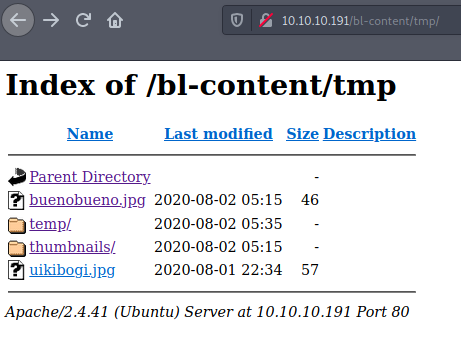 10.10.10.191/bl-content/tmp/
Index of /bl-content/tmp
Name Last modified Size Description
Parent Directory -
buenobueno.jpg 2020-08-02 05:15 46
temp/ 2020-08-02 05:35 -
thumbnails/ 2020-08-02 05:15 -
uikibogi.jpg 2020-08-01 22:34 57
Apache/2.4.41 (Ubuntu) Server at 10.10.10.191 Port 80